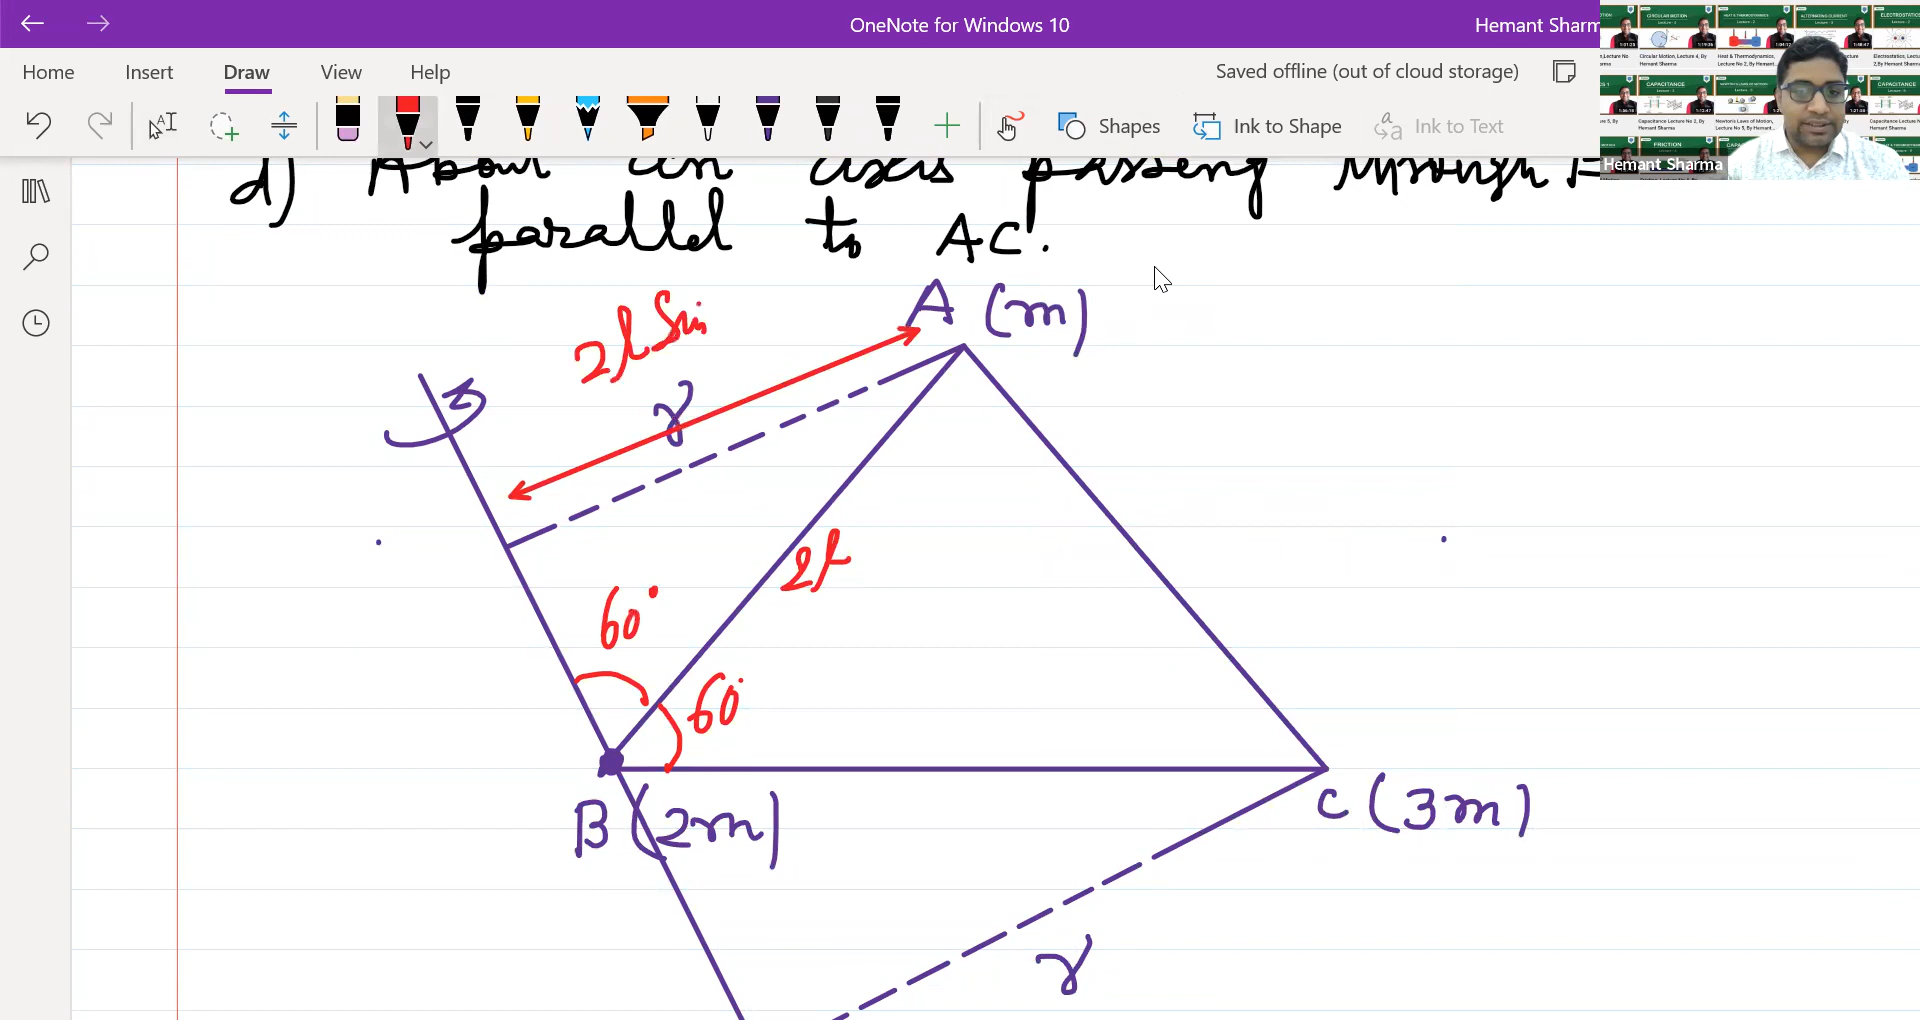 OneNote for Windows 10
Hemant Sharm
Home Insert Draw View Help
Saved offline (out of cloud storage)
Shapes Ink to Shape Ink to Text
Hemant Sharma
d) About an axis passing through
parallel to AC.
A (m)
2l Sin
r
2l
60°
60°
B (2m)
C (3m)
r